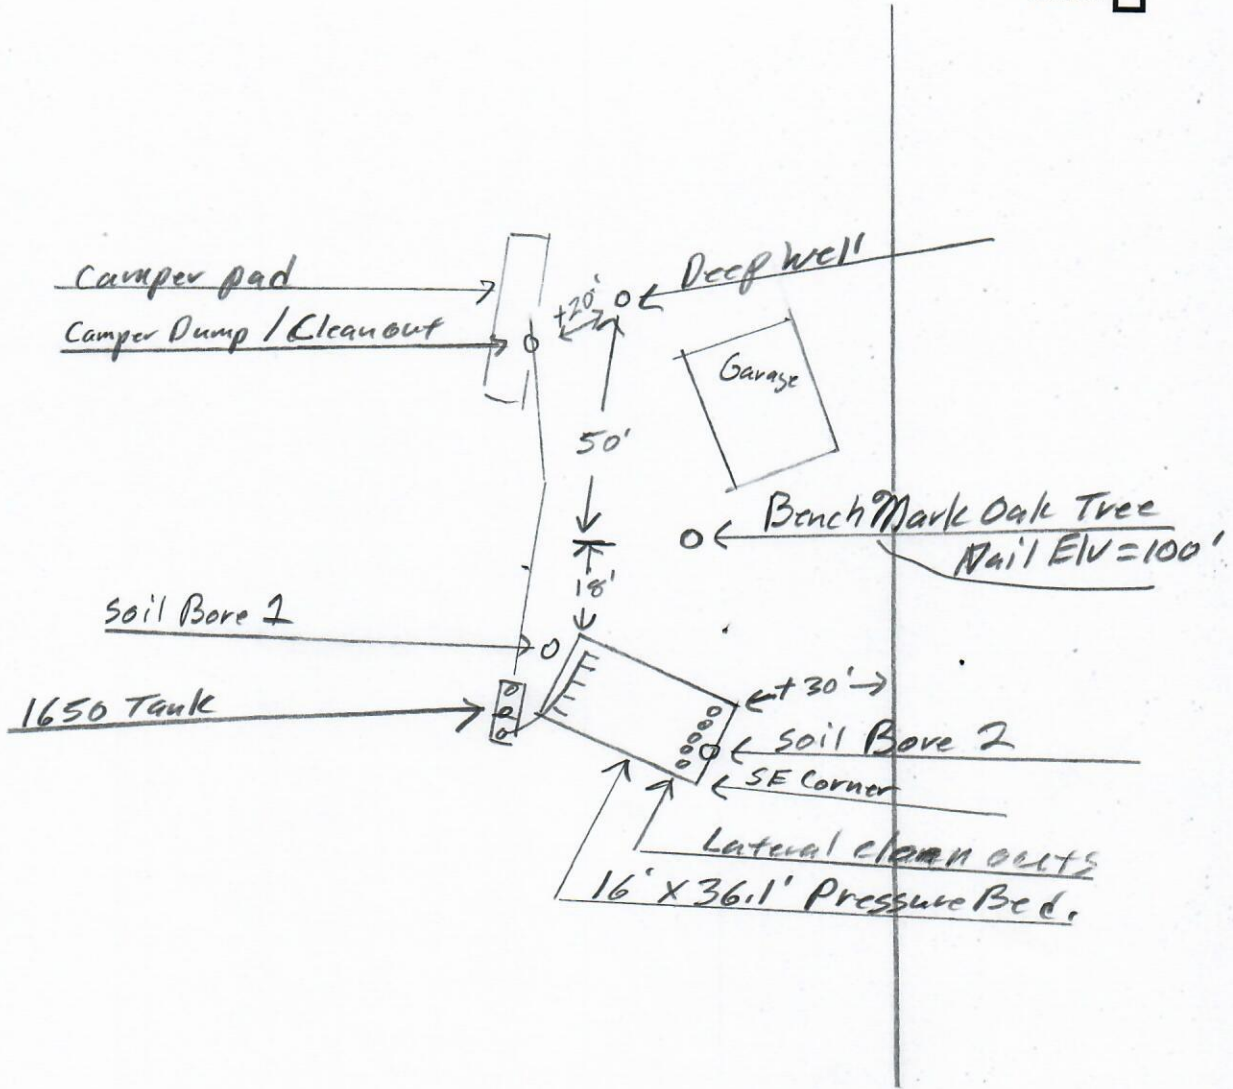 Deep Well
Camper pad
+20'
Camper Dump / Cleanout
Garage
50'
Bench Mark Oak Tree
Nail Elv = 100'
18'
Soil Bore 1
+30'
1650 Tank
Soil Bore 2
SE Corner
Lateral clean outs
16' X 36.1' Pressure Bed.